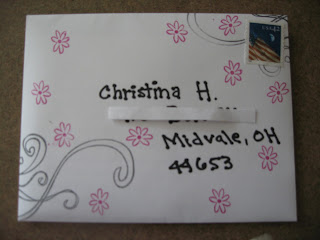 Christina H.
Midvale, OH
44653